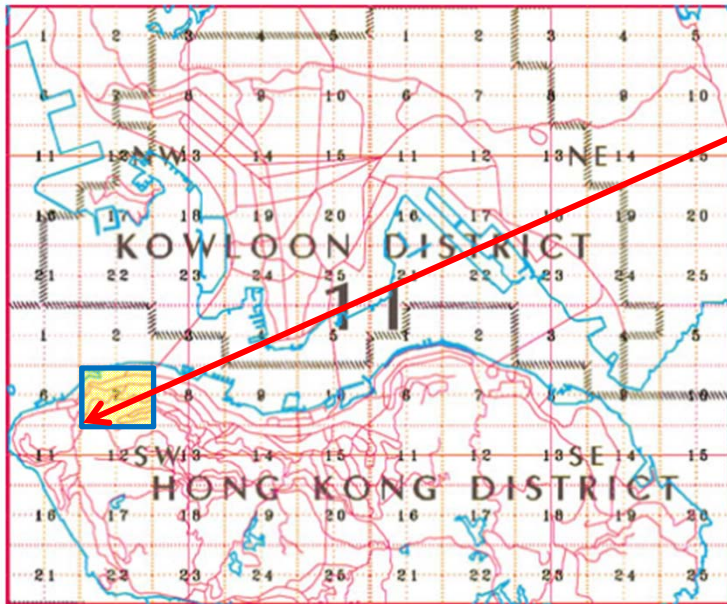 1 2 3 4 5 1 2 3 4 5
6 7 8 9 10 6 7 8 9 10
11 12 NW 13 14 15 11 12 13 NE 14 15
16 17 18 19 20 16 17 18 19 20
KOWLOON DISTRICT
21 22 23 24 25 21 22 23 24 25
11
1 2 3 4 5 1 2 3 4 5
6 7 8 9 10 6 7 8 9 10
11 12 SW 13 14 15 11 12 13 SE 14 15
HONG KONG DISTRICT
16 17 18 19 20 16 17 18 19 20
21 22 23 24 25 21 22 23 24 25